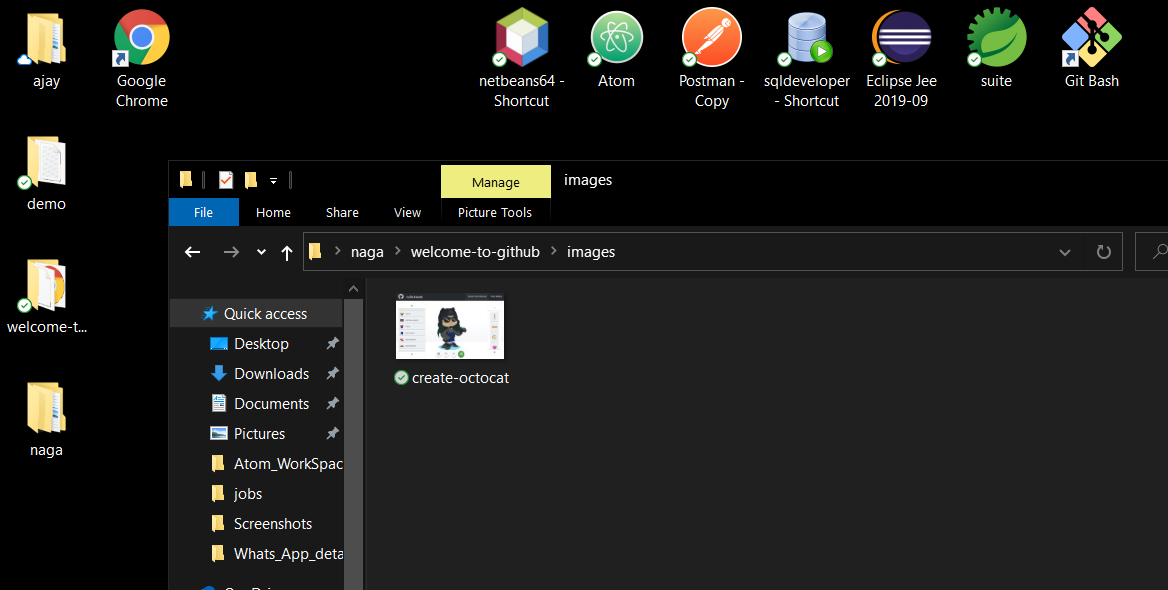 ajay
Google
Chrome
netbeans64 -
Shortcut
Atom
Postman -
Copy
sqldeveloper
- Shortcut
Eclipse Jee
2019-09
suite
Git Bash
demo
welcome-t...
naga
Manage
images
File
Home
Share
View
Picture Tools
naga
welcome-to-github
images
Quick access
Desktop
Downloads
Documents
Pictures
Atom_WorkSpac
jobs
Screenshots
Whats_App_deta
create-octocat